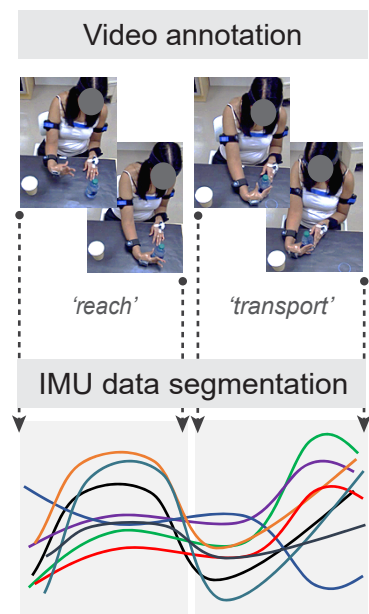 Video annotation
‘reach’
‘transport’
IMU data segmentation